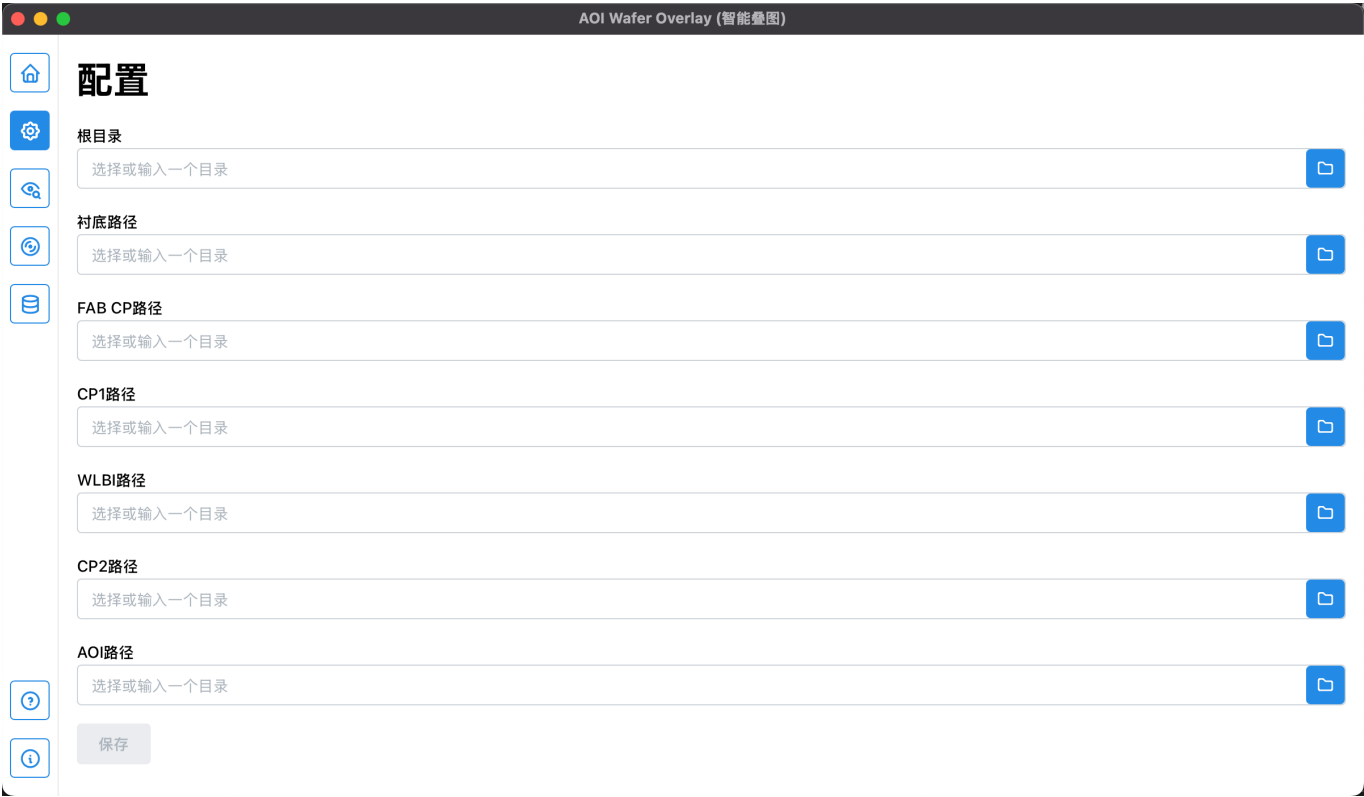 AOI Wafer Overlay (智能叠图)
配置
根目录
选择或输入一个目录
衬底路径
选择或输入一个目录
FAB CP路径
选择或输入一个目录
CP1路径
选择或输入一个目录
WLBI路径
选择或输入一个目录
CP2路径
选择或输入一个目录
AOI路径
选择或输入一个目录
保存